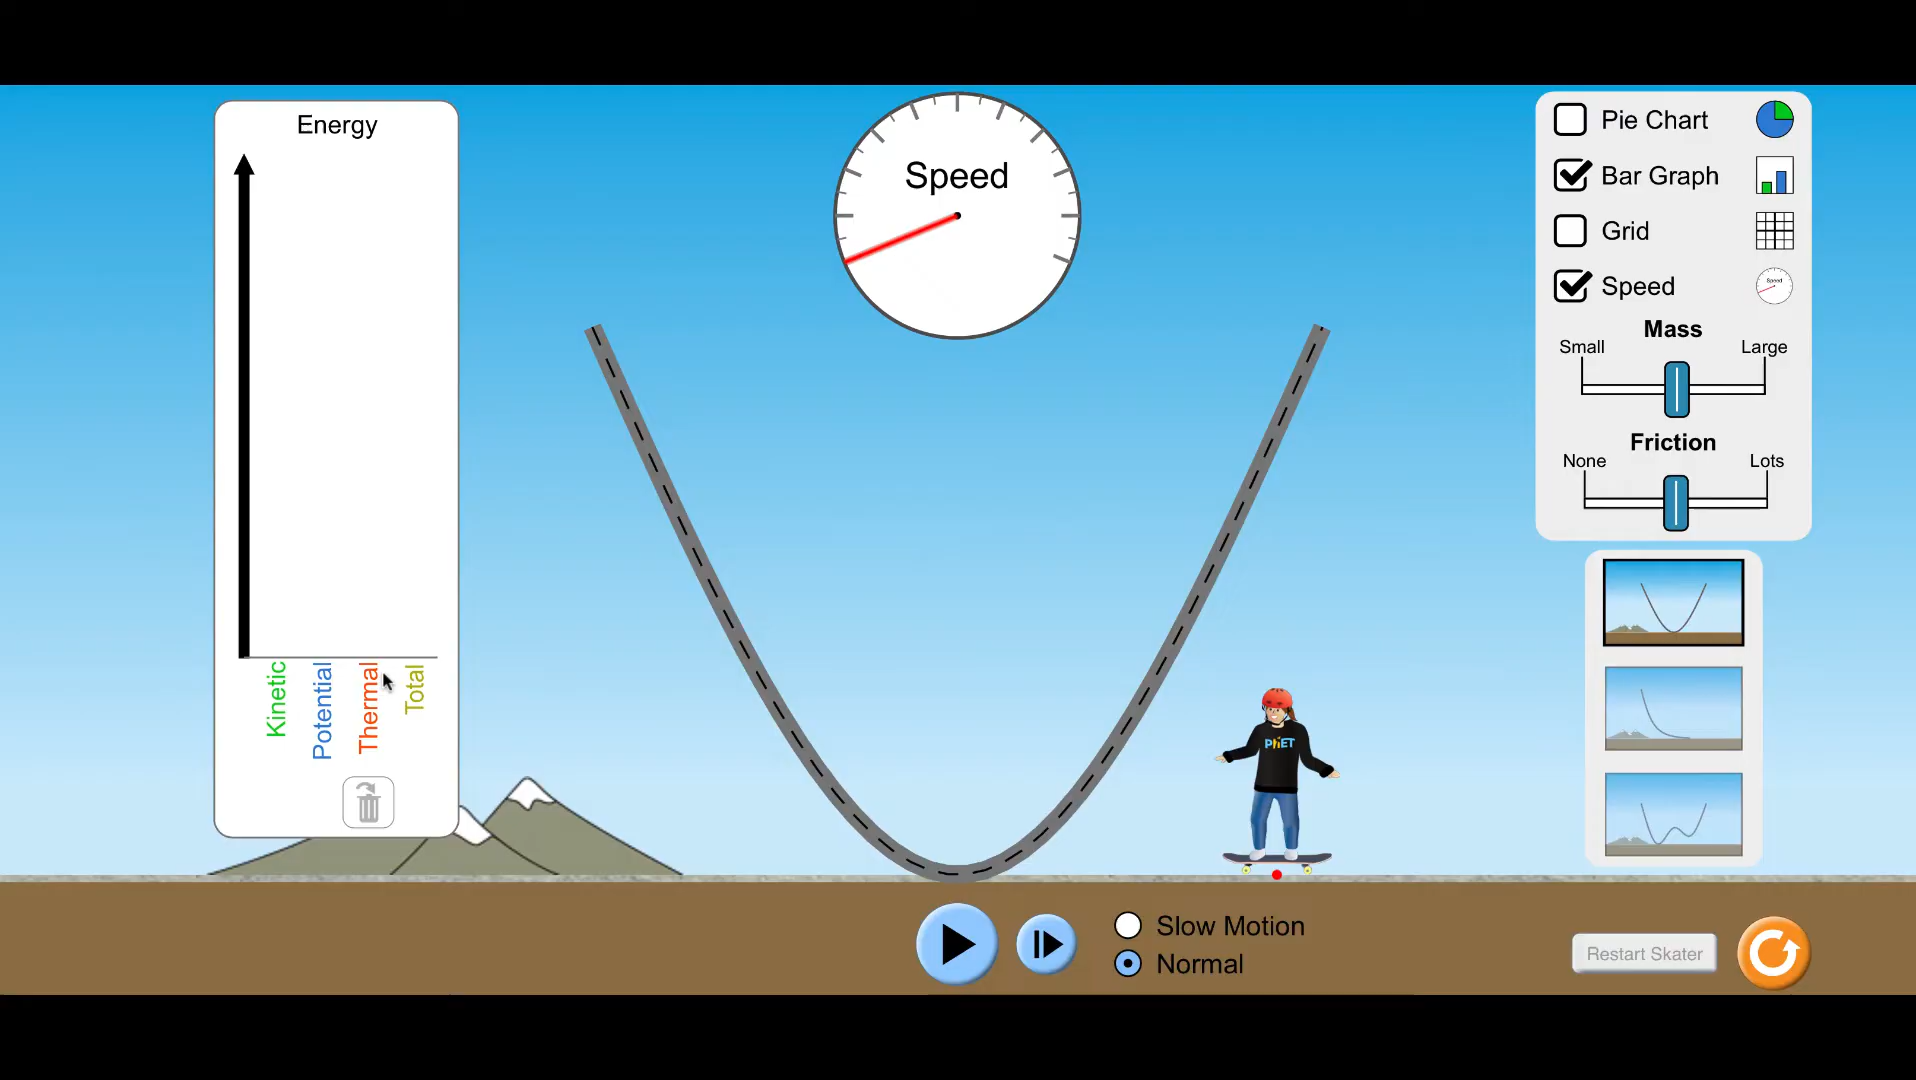 Energy
Kinetic
Potential
Thermal
Total
Speed
Pie Chart
Bar Graph
Grid
Speed
Speed
Mass
Small
Large
Friction
None
Lots
PhET
Slow Motion
Normal
Restart Skater